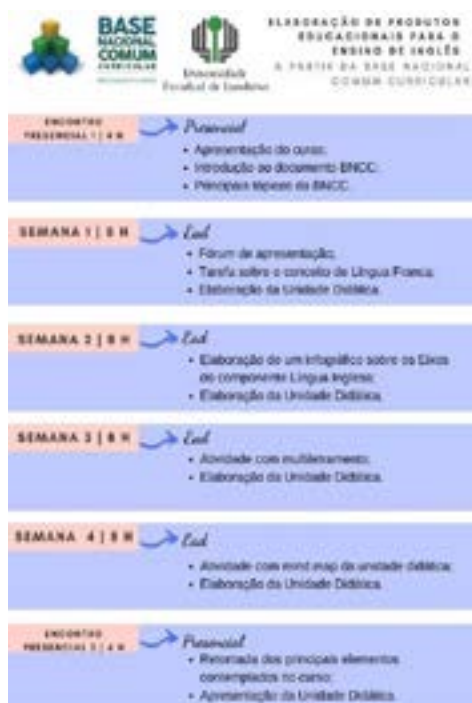 BASE
NACIONAL
COMUM
CURRICULAR
Universidade
Estadual de Londrina
ELABORAÇÃO DE PRODUTOS
EDUCACIONAIS PARA O
ENSINO DE INGLÊS
A PARTIR DA BASE NACIONAL
COMUM CURRICULAR
ENCONTRO
PRESENCIAL 1 | 4 H
Presencial
• Apresentação do curso;
• Introdução ao documento BNCC;
• Principais tópicos da BNCC.
SEMANA 1 | 8 H
Ead
• Fórum de apresentação;
• Tarefa sobre o conceito de Língua Franca;
• Elaboração da Unidade Didática.
SEMANA 2 | 8 H
Ead
• Elaboração de um infográfico sobre os Eixos
do componente Língua Inglesa;
• Elaboração da Unidade Didática.
SEMANA 3 | 8 H
Ead
• Atividade com multiletramento;
• Elaboração da Unidade Didática.
SEMANA 4 | 8 H
Ead
• Atividade com mind map da unidade didática;
• Elaboração da Unidade Didática.
ENCONTRO
PRESENCIAL 2 | 4 H
Presencial
• Retomada dos principais elementos
contemplados no curso;
• Apresentação da Unidade Didática.